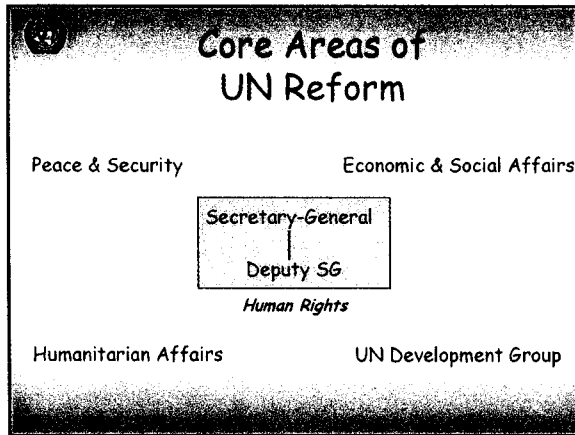 Core Areas of
UN Reform
Peace & Security
Economic & Social Affairs
Secretary-General
Deputy SG
Human Rights
Humanitarian Affairs
UN Development Group